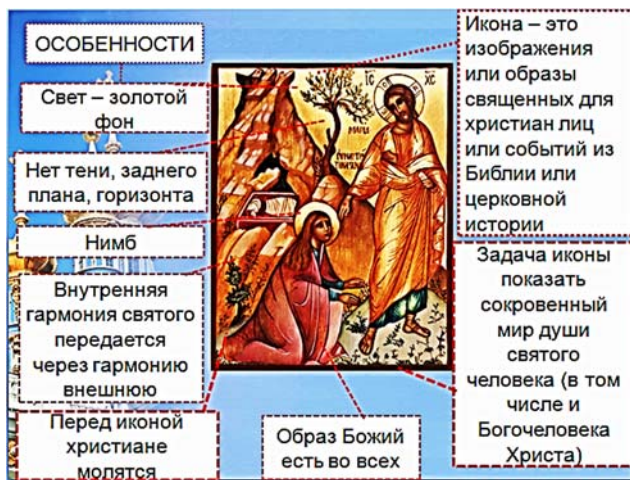 ОСОБЕННОСТИ
Свет – золотой
фон
Нет тени, заднего
плана, горизонта
Нимб
Внутренняя
гармония святого
передается
через гармонию
внешнюю
Перед иконой
христиане
молятся
IC
XC
Образ Божий
есть во всех
Икона – это
изображения
или образы
священных для
христиан лиц
или событий из
Библии или
церковной
истории
Задача иконы
показать
сокровенный
мир души
святого
человека (в том
числе и
Богочеловека
Христа)